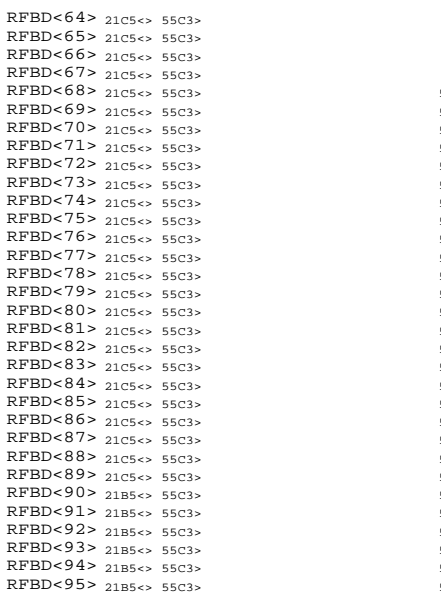 RFBD<64> 21C5<> 55C3>
RFBD<65> 21C5<> 55C3>
RFBD<66> 21C5<> 55C3>
RFBD<67> 21C5<> 55C3>
RFBD<68> 21C5<> 55C3>
RFBD<69> 21C5<> 55C3>
RFBD<70> 21C5<> 55C3>
RFBD<71> 21C5<> 55C3>
RFBD<72> 21C5<> 55C3>
RFBD<73> 21C5<> 55C3>
RFBD<74> 21C5<> 55C3>
RFBD<75> 21C5<> 55C3>
RFBD<76> 21C5<> 55C3>
RFBD<77> 21C5<> 55C3>
RFBD<78> 21C5<> 55C3>
RFBD<79> 21C5<> 55C3>
RFBD<80> 21C5<> 55C3>
RFBD<81> 21C5<> 55C3>
RFBD<82> 21C5<> 55C3>
RFBD<83> 21C5<> 55C3>
RFBD<84> 21C5<> 55C3>
RFBD<85> 21C5<> 55C3>
RFBD<86> 21C5<> 55C3>
RFBD<87> 21C5<> 55C3>
RFBD<88> 21C5<> 55C3>
RFBD<89> 21C5<> 55C3>
RFBD<90> 21B5<> 55C3>
RFBD<91> 21B5<> 55C3>
RFBD<92> 21B5<> 55C3>
RFBD<93> 21B5<> 55C3>
RFBD<94> 21B5<> 55C3>
RFBD<95> 21B5<> 55C3>